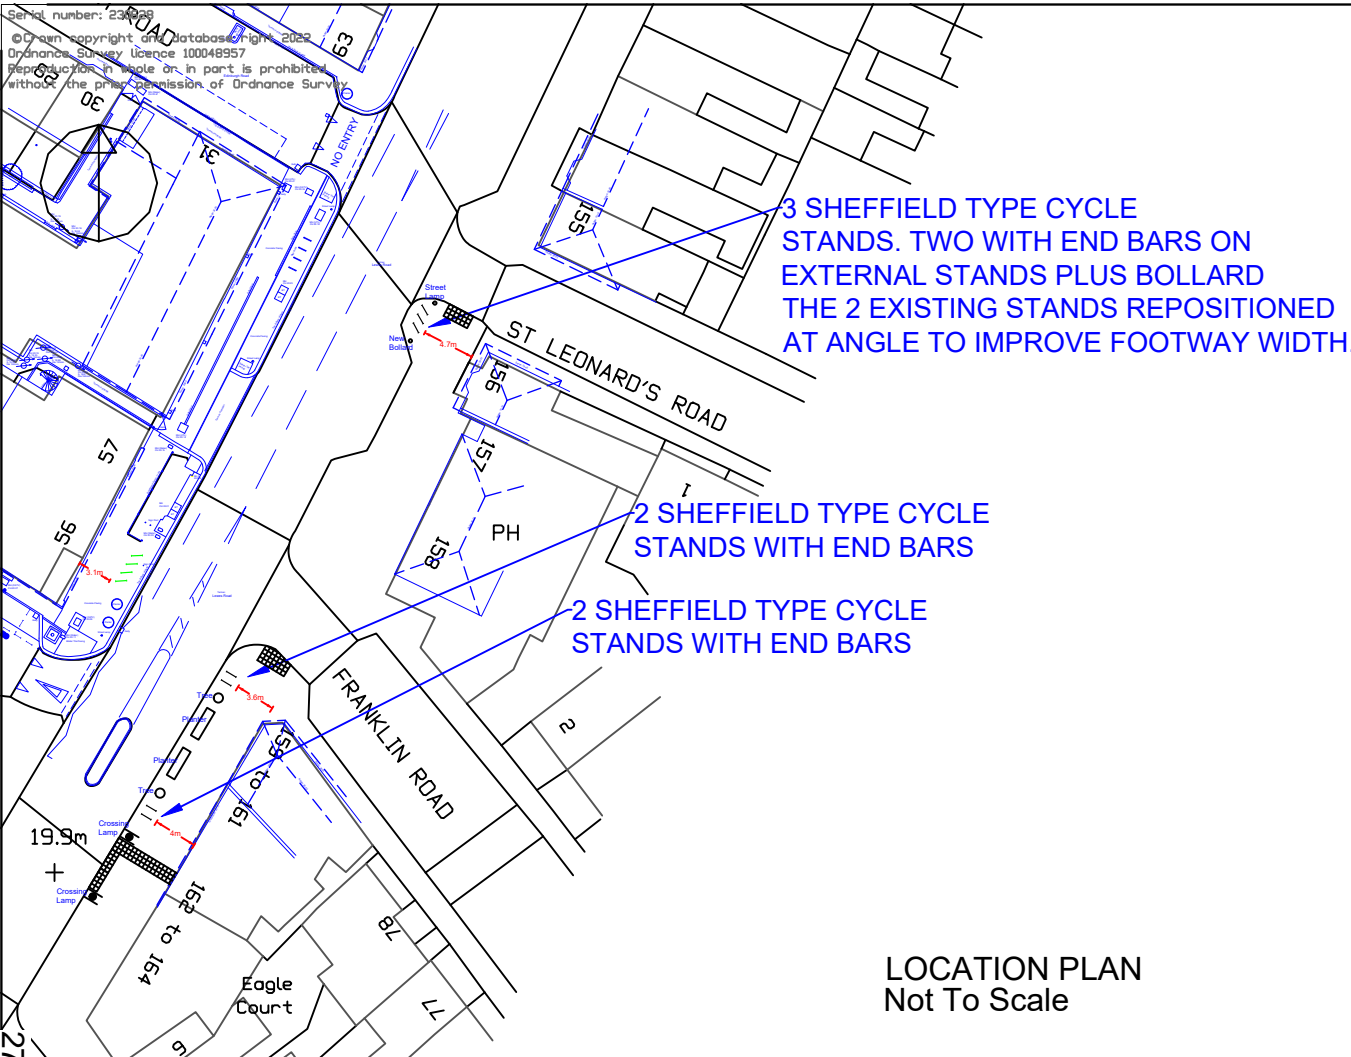 Serial number:
ROAD
© Crown copyright and database right 2022
Ordnance Survey licence 100048957
Reproduction in whole or in part is prohibited
without the prior permission of Ordnance Survey
63
30
31
NO ENTRY
155
3 SHEFFIELD TYPE CYCLE
STANDS. TWO WITH END BARS ON
EXTERNAL STANDS PLUS BOLLARD
THE 2 EXISTING STANDS REPOSITIONED
AT ANGLE TO IMPROVE FOOTWAY WIDTH.
Street
Lamp
New
Bollard
4.7m
ST LEONARD'S ROAD
156
157
57
56
158
PH
1
2 SHEFFIELD TYPE CYCLE
STANDS WITH END BARS
3.1m
2 SHEFFIELD TYPE CYCLE
STANDS WITH END BARS
Tree
3.6m
FRANKLIN ROAD
Planter
2
159 to 161
Planter
Tree
Crossing
Lamp
4m
19.9m
Crossing
Lamp
162 to 164
78
77
Eagle
Court
6
27
LOCATION PLAN
Not To Scale